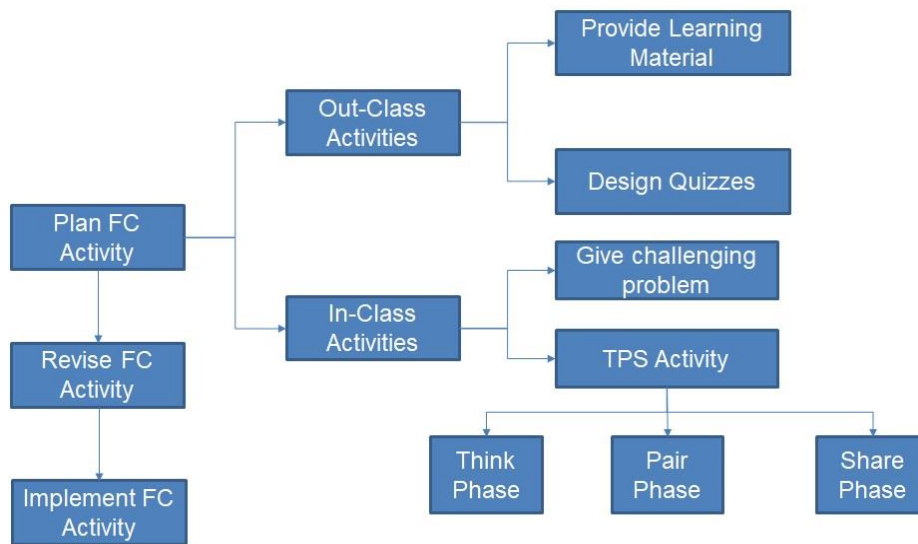 Provide Learning
Material
Out-Class
Activities
Design Quizzes
Plan FC
Activity
Give challenging
problem
In-Class
Activities
Revise FC
Activity
TPS Activity
Think
Phase
Pair
Phase
Share
Phase
Implement FC
Activity